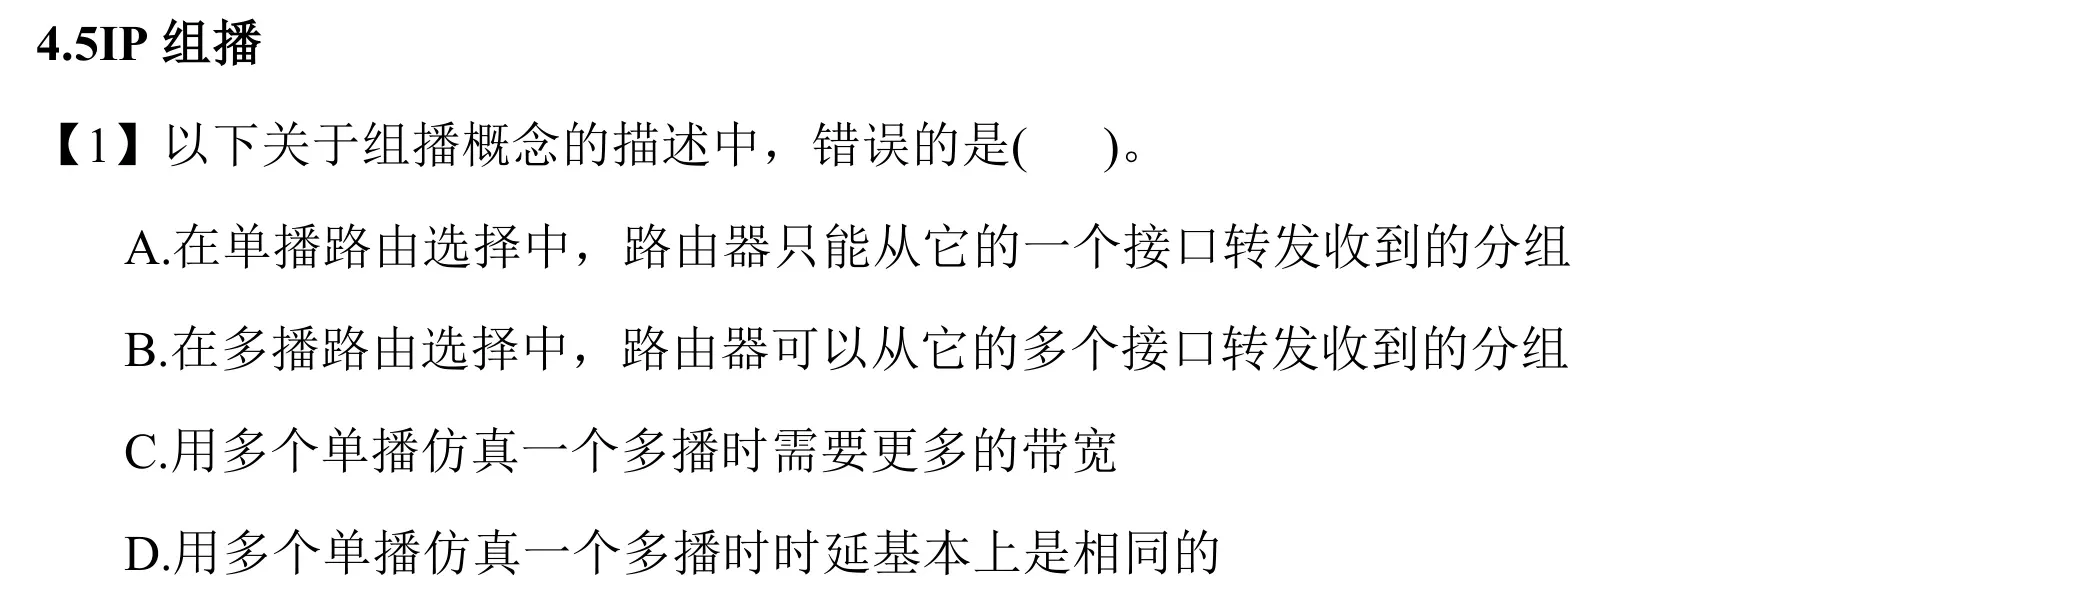 4.5IP 组播
【1】以下关于组播概念的描述中，错误的是(      )。
A.在单播路由选择中，路由器只能从它的一个接口转发收到的分组
B.在多播路由选择中，路由器可以从它的多个接口转发收到的分组
C.用多个单播仿真一个多播时需要更多的带宽
D.用多个单播仿真一个多播时时延基本上是相同的